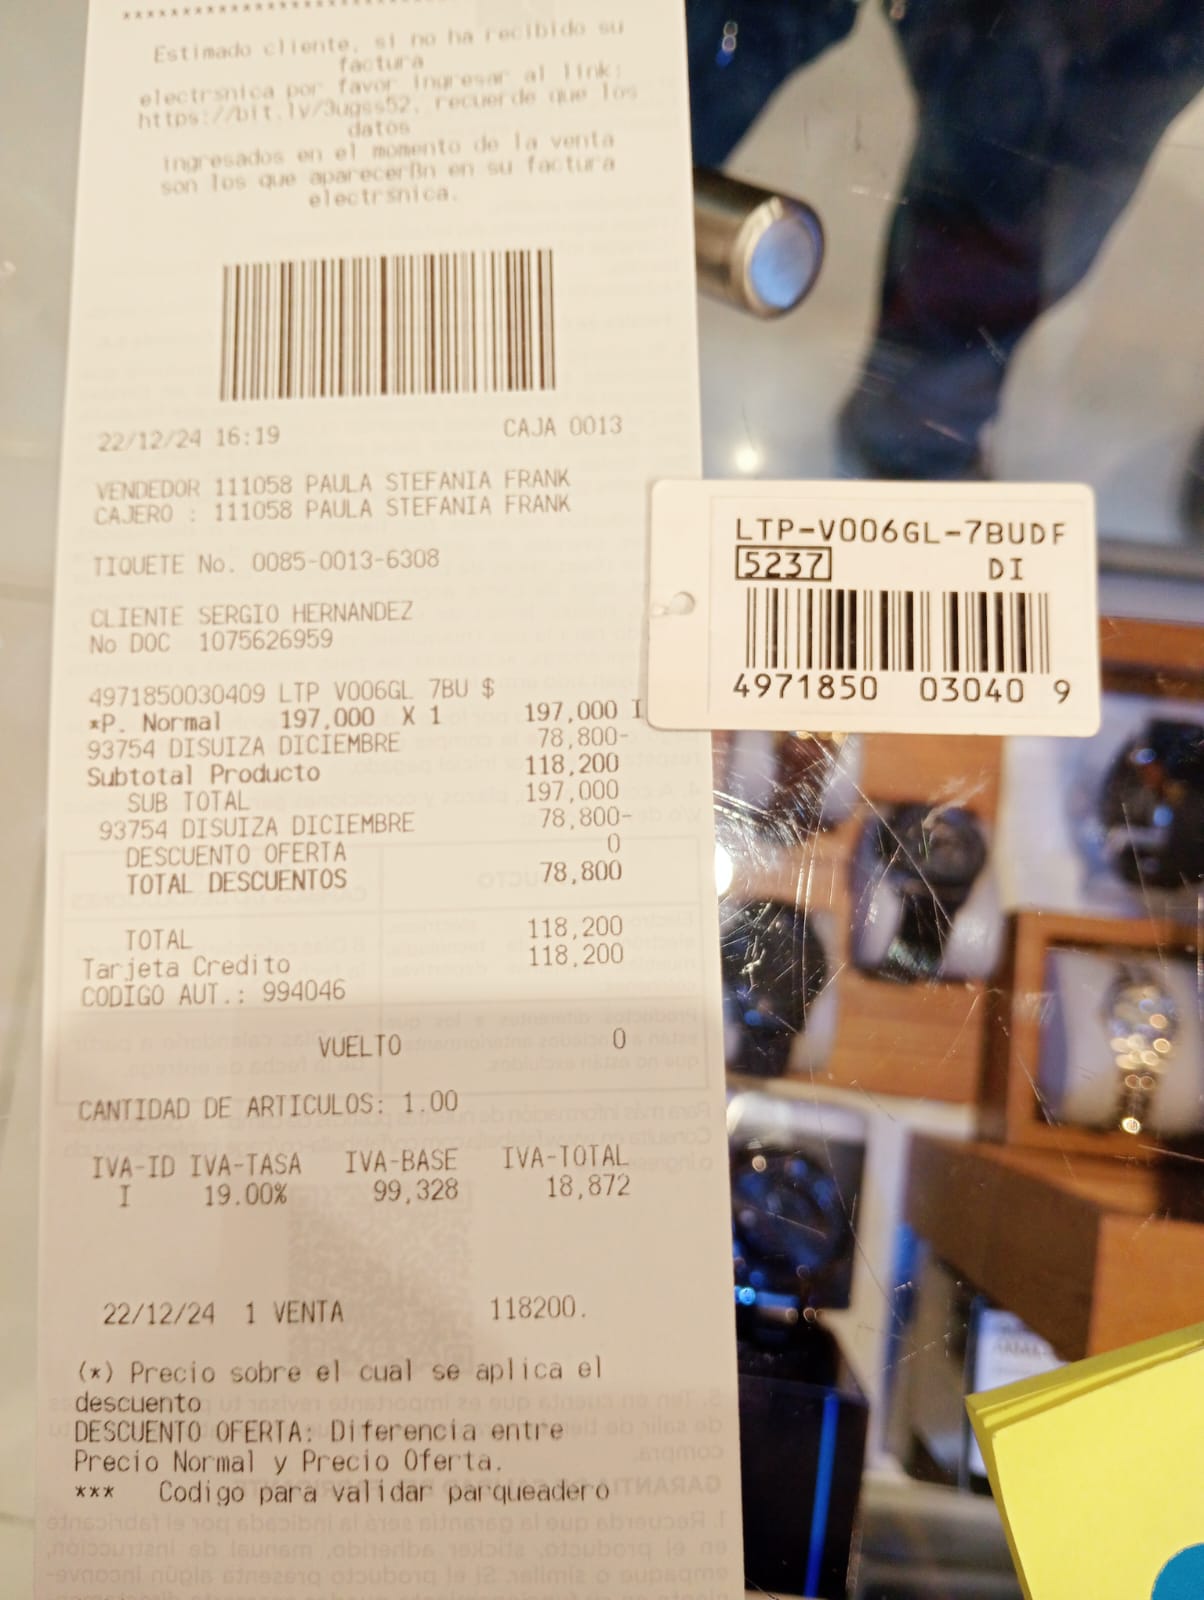 ********************************
Estimado cliente, si no ha recibido su
factura
electrsnica por favor ingresar al link:
https://bit.ly/3ugss52. recuerde que los
datos
ingresados en el momento de la venta
son los que aparecerßn en su factura
electrsnica.
22/12/24 16:19 CAJA 0013
VENDEDOR 111058 PAULA STEFANIA FRANK
CAJERO : 111058 PAULA STEFANIA FRANK
TIQUETE No. 0085-0013-6308
CLIENTE SERGIO HERNANDEZ
No DOC 1075626959
4971850030409 LTP V006GL 7BU $
*P. Normal 197,000 X 1 197,000 I
93754 DISUIZA DICIEMBRE 78,800-
Subtotal Producto 118,200
SUB TOTAL 197,000
93754 DISUIZA DICIEMBRE 78,800-
DESCUENTO OFERTA 0
TOTAL DESCUENTOS 78,800
TOTAL 118,200
Tarjeta Credito 118,200
CODIGO AUT.: 994046
VUELTO 0
CANTIDAD DE ARTICULOS: 1.00
IVA-ID IVA-TASA IVA-BASE IVA-TOTAL
I 19.00% 99,328 18,872
22/12/24 1 VENTA 118200.
(*) Precio sobre el cual se aplica el
descuento
DESCUENTO OFERTA: Diferencia entre
Precio Normal y Precio Oferta.
*** Codigo para validar parqueadero
LTP-V006GL-7BUDF
5237 DI
4971850 03040 9